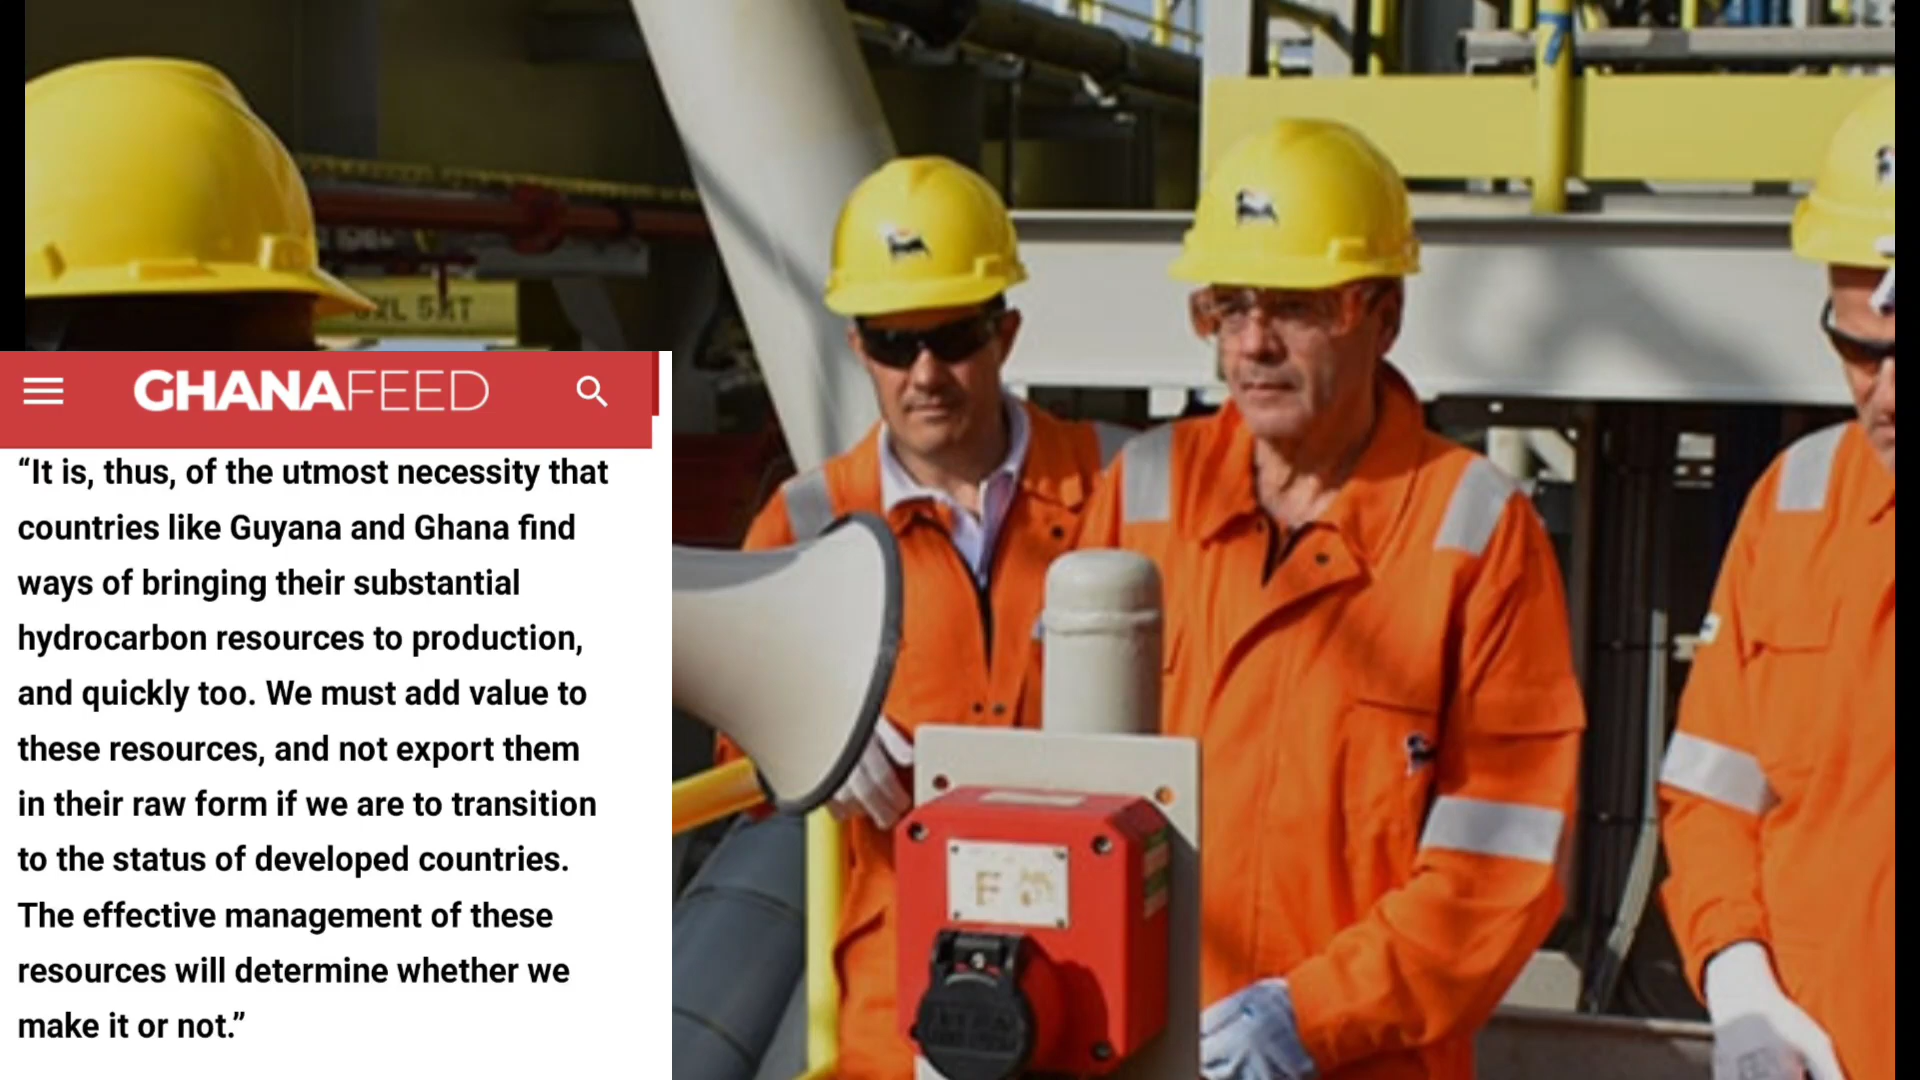 GHANAFEED
“It is, thus, of the utmost necessity that
countries like Guyana and Ghana find
ways of bringing their substantial
hydrocarbon resources to production,
and quickly too. We must add value to
these resources, and not export them
in their raw form if we are to transition
to the status of developed countries.
The effective management of these
resources will determine whether we
make it or not.”